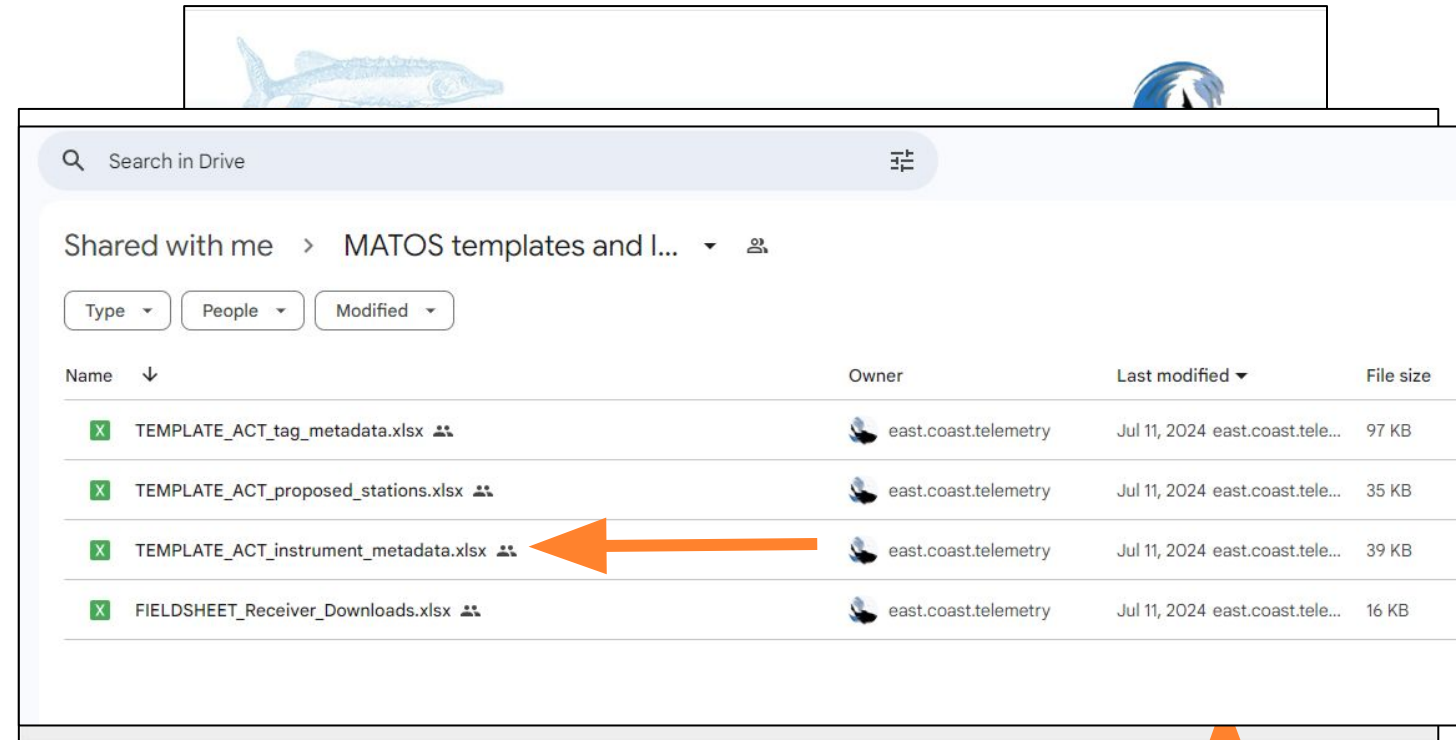 Search in Drive
Shared with me > MATOS templates and l...
Type People Modified
Name Owner Last modified File size
TEMPLATE_ACT_tag_metadata.xlsx east.coast.telemetry Jul 11, 2024 east.coast.tele... 97 KB
TEMPLATE_ACT_proposed_stations.xlsx east.coast.telemetry Jul 11, 2024 east.coast.tele... 35 KB
TEMPLATE_ACT_instrument_metadata.xlsx east.coast.telemetry Jul 11, 2024 east.coast.tele... 39 KB
FIELDSHEET_Receiver_Downloads.xlsx east.coast.telemetry Jul 11, 2024 east.coast.tele... 16 KB